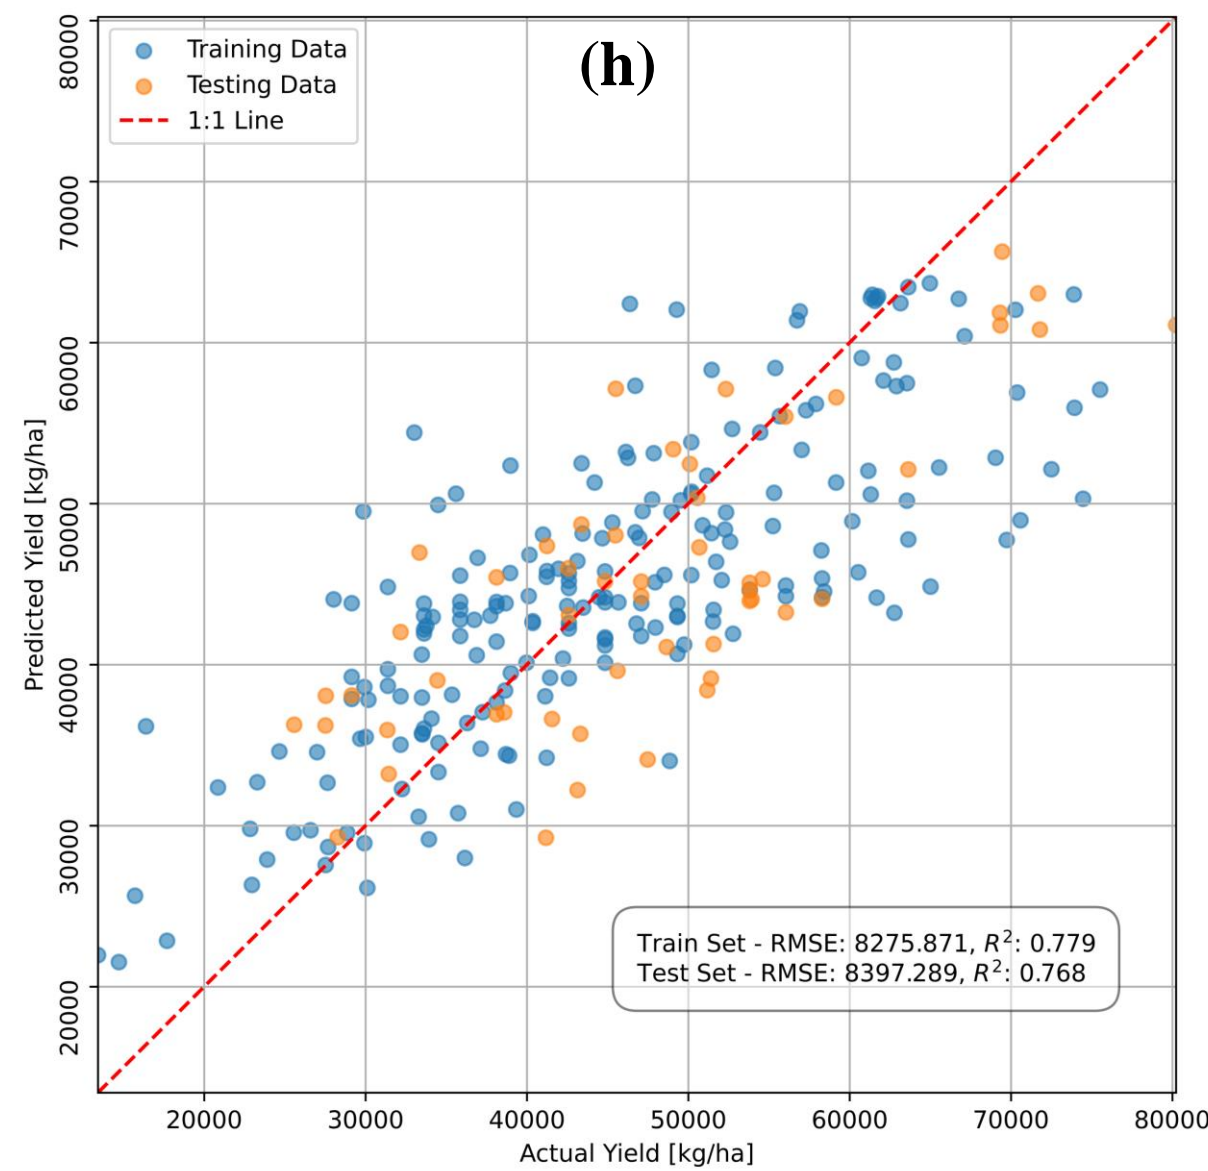 (h)
Training Data
Testing Data
1:1 Line
80000
70000
60000
50000
40000
30000
20000
Predicted Yield [kg/ha]
Train Set - RMSE: 8275.871, R²: 0.779
Test Set - RMSE: 8397.289, R²: 0.768
20000 30000 40000 50000 60000 70000 80000
Actual Yield [kg/ha]